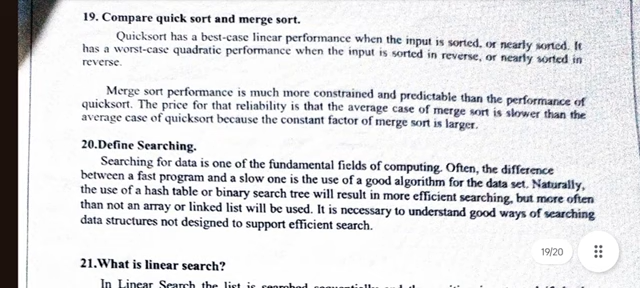 19. Compare quick sort and merge sort.
Quicksort has a best-case linear performance when the input is sorted, or nearly sorted. It
has a worst-case quadratic performance when the input is sorted in reverse, or nearly sorted in
reverse.
Merge sort performance is much more constrained and predictable than the performance of
quicksort. The price for that reliability is that the average case of merge sort is slower than the
average case of quicksort because the constant factor of merge sort is larger.
20.Define Searching.
Searching for data is one of the fundamental fields of computing. Often, the difference
between a fast program and a slow one is the use of a good algorithm for the data set. Naturally,
the use of a hash table or binary search tree will result in more efficient searching, but more often
than not an array or linked list will be used. It is necessary to understand good ways of searching
data structures not designed to support efficient search.
19/20
21.What is linear search?
In Linear Search the list is searched sequentially and the